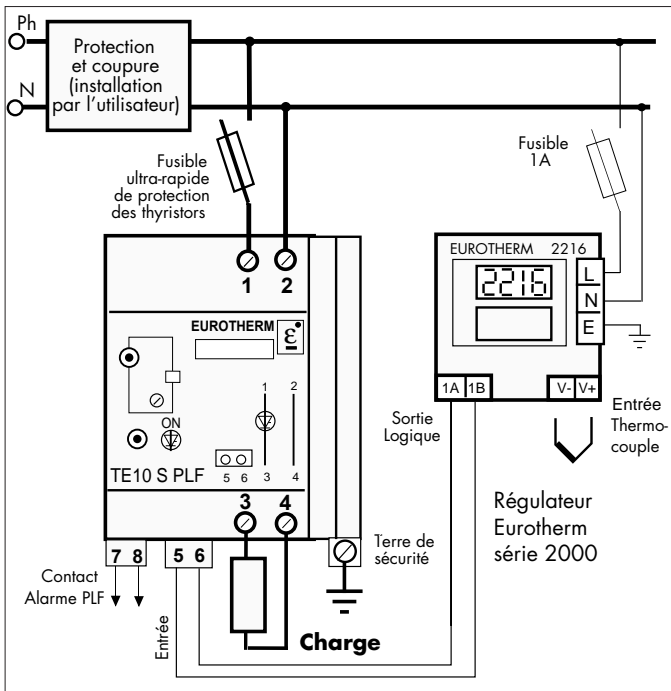 Ph
N
Protection
et coupure
(installation
par l'utilisateur)
Fusible
ultra-rapide
de protection
des thyristors
Fusible
1A
1 2
EUROTHERM
ε
ON
1 2
5 6 3 4
TE10 S PLF
3 4
7 8 5 6
Contact
Alarme PLF
Entrée
Charge
Terre de
sécurité
EUROTHERM 2216
2216
L
N
E
1A 1B V- V+
Sortie
Logique
Entrée
Thermo-
couple
Régulateur
Eurotherm
série 2000